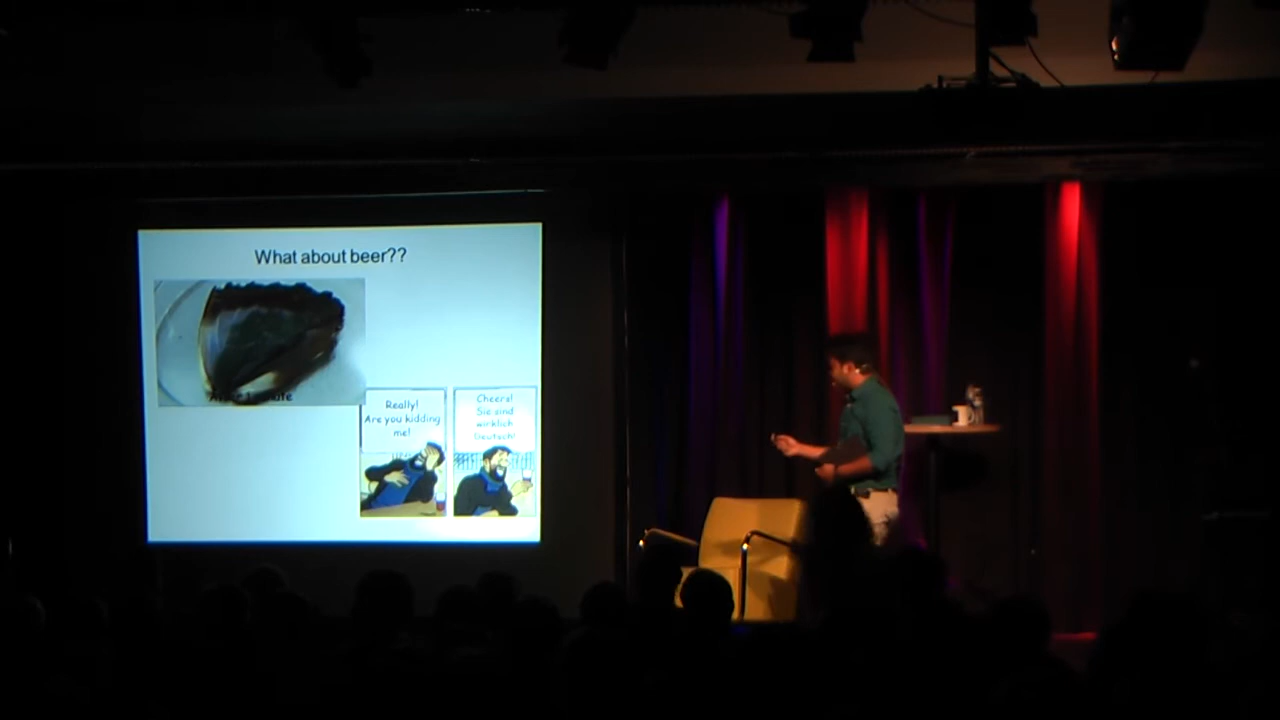 What about beer??
Really!
Are you kidding
me!
Cheers!
Sie sind
wirklich
Deutsch!